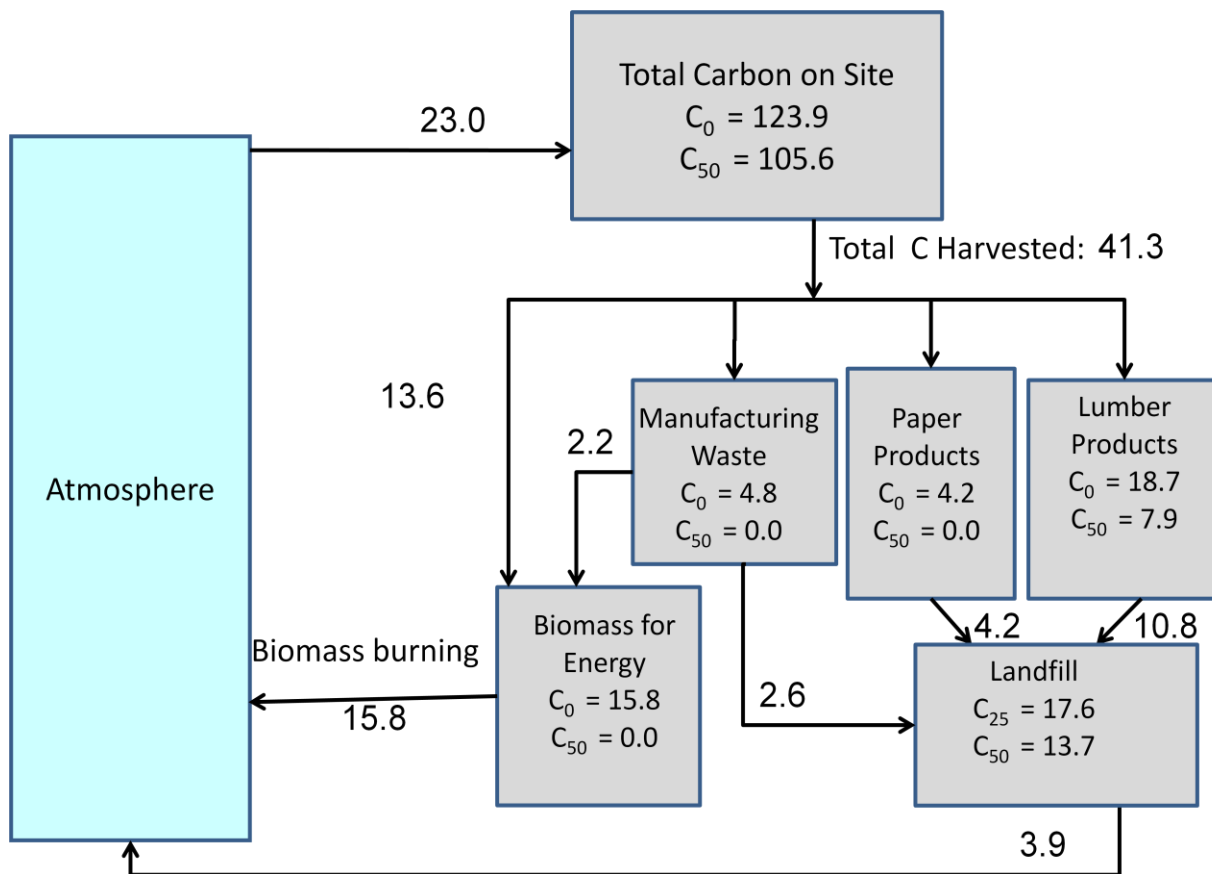 Total Carbon on Site
C₀ = 123.9
C₅₀ = 105.6
23.0
Total C Harvested: 41.3
Atmosphere
13.6
2.2
Manufacturing
Waste
C₀ = 4.8
C₅₀ = 0.0
Paper
Products
C₀ = 4.2
C₅₀ = 0.0
Lumber
Products
C₀ = 18.7
C₅₀ = 7.9
Biomass burning
15.8
Biomass for
Energy
C₀ = 15.8
C₅₀ = 0.0
2.6
4.2
10.8
Landfill
C₂₅ = 17.6
C₅₀ = 13.7
3.9